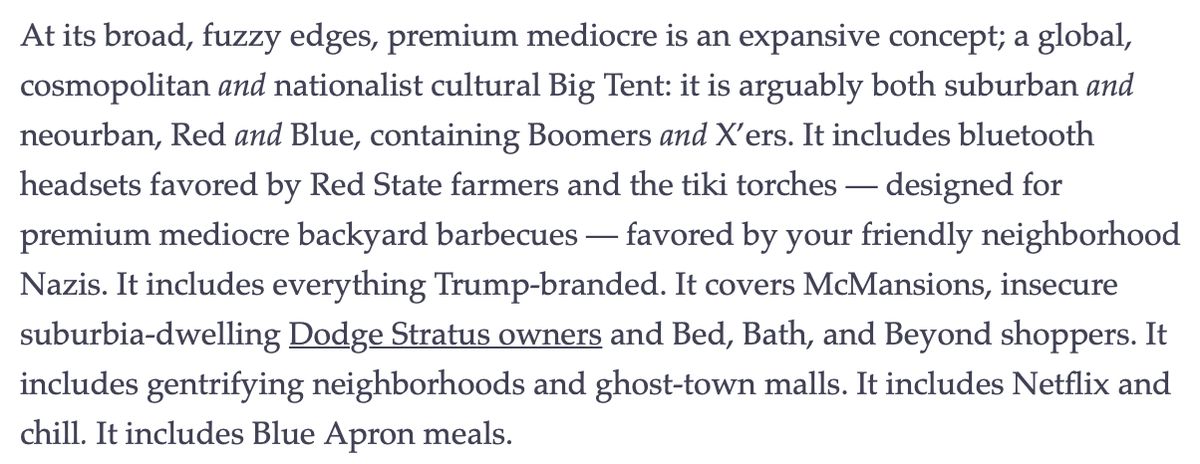 At its broad, fuzzy edges, premium mediocre is an expansive concept; a global,
cosmopolitan and nationalist cultural Big Tent: it is arguably both suburban and
neourban, Red and Blue, containing Boomers and X’ers. It includes bluetooth
headsets favored by Red State farmers and the tiki torches — designed for
premium mediocre backyard barbecues — favored by your friendly neighborhood
Nazis. It includes everything Trump-branded. It covers McMansions, insecure
suburbia-dwelling Dodge Stratus owners and Bed, Bath, and Beyond shoppers. It
includes gentrifying neighborhoods and ghost-town malls. It includes Netflix and
chill. It includes Blue Apron meals.